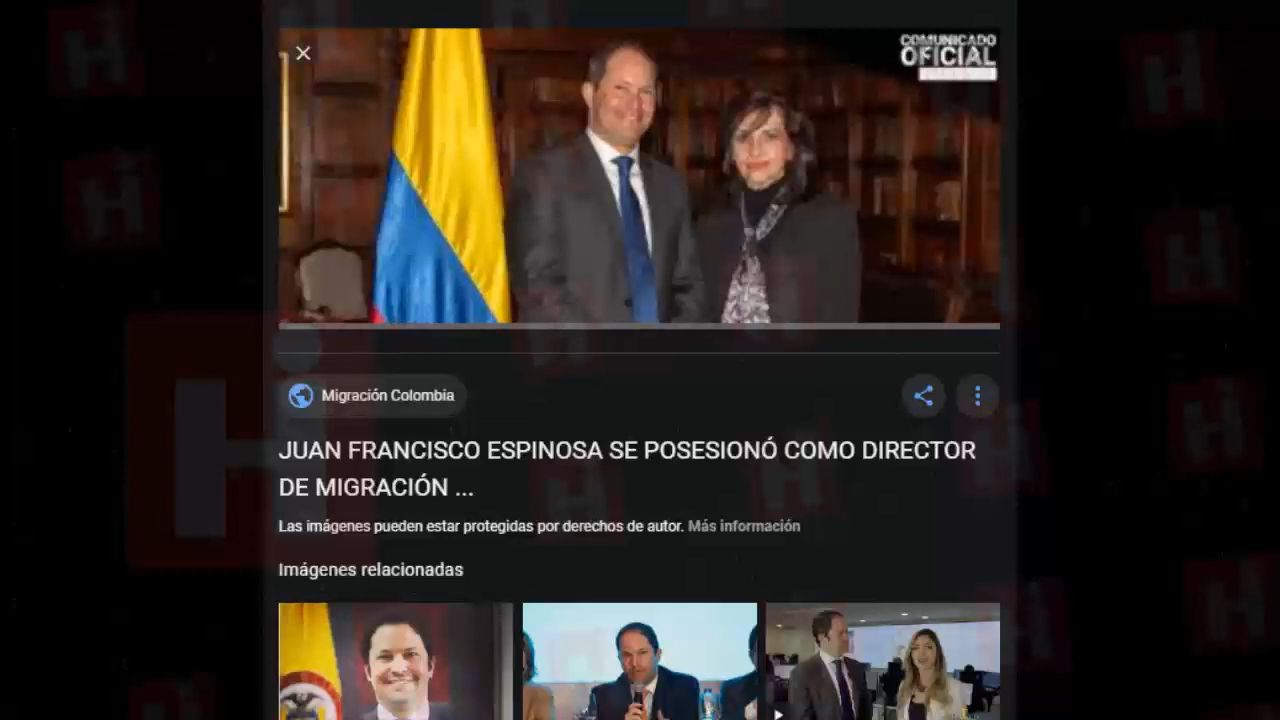 COMUNICADO
OFICIAL
Migración Colombia
JUAN FRANCISCO ESPINOSA SE POSESIONÓ COMO DIRECTOR
DE MIGRACIÓN ...
Las imágenes pueden estar protegidas por derechos de autor. Más información
Imágenes relacionadas